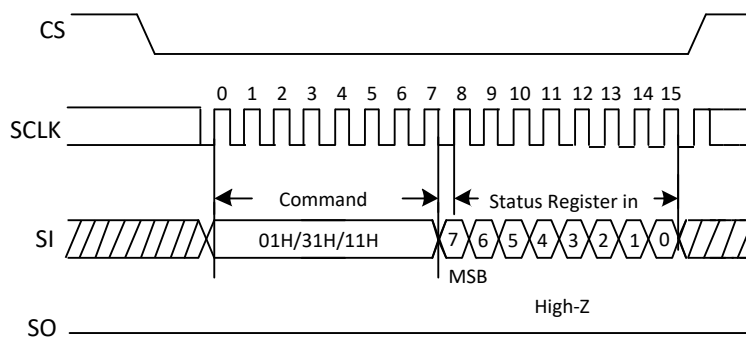 CS
0 1 2 3 4 5 6 7 8 9 10 11 12 13 14 15
SCLK
Command Status Register in
SI 01H/31H/11H 7 6 5 4 3 2 1 0
MSB
High-Z
SO